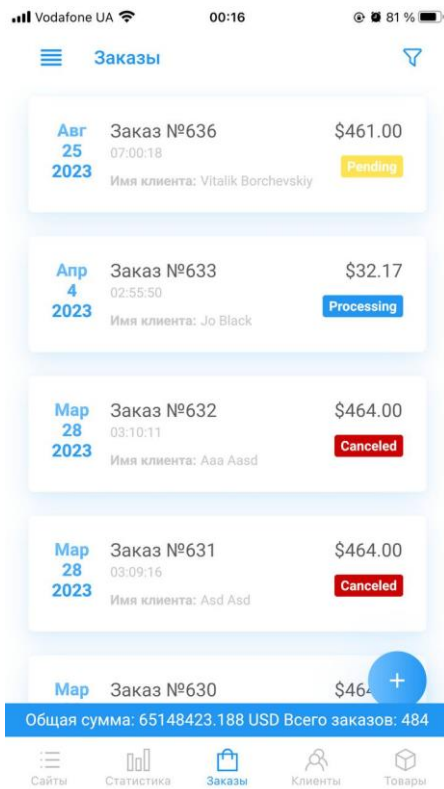 Vodafone UA 00:16 81 %
Заказы
Авг 25 2023
Заказ №636
07:00:18
Имя клиента: Vitalik Borchevskiy
$461.00
Pending
Апр 4 2023
Заказ №633
02:55:50
Имя клиента: Jo Black
$32.17
Processing
Мар 28 2023
Заказ №632
03:10:11
Имя клиента: Aaa Aasd
$464.00
Canceled
Мар 28 2023
Заказ №631
03:09:16
Имя клиента: Asd Asd
$464.00
Canceled
Мар
Заказ №630
$464
+
Общая сумма: 65148423.188 USD Всего заказов: 484
Сайты
Статистика
Заказы
Клиенты
Товары